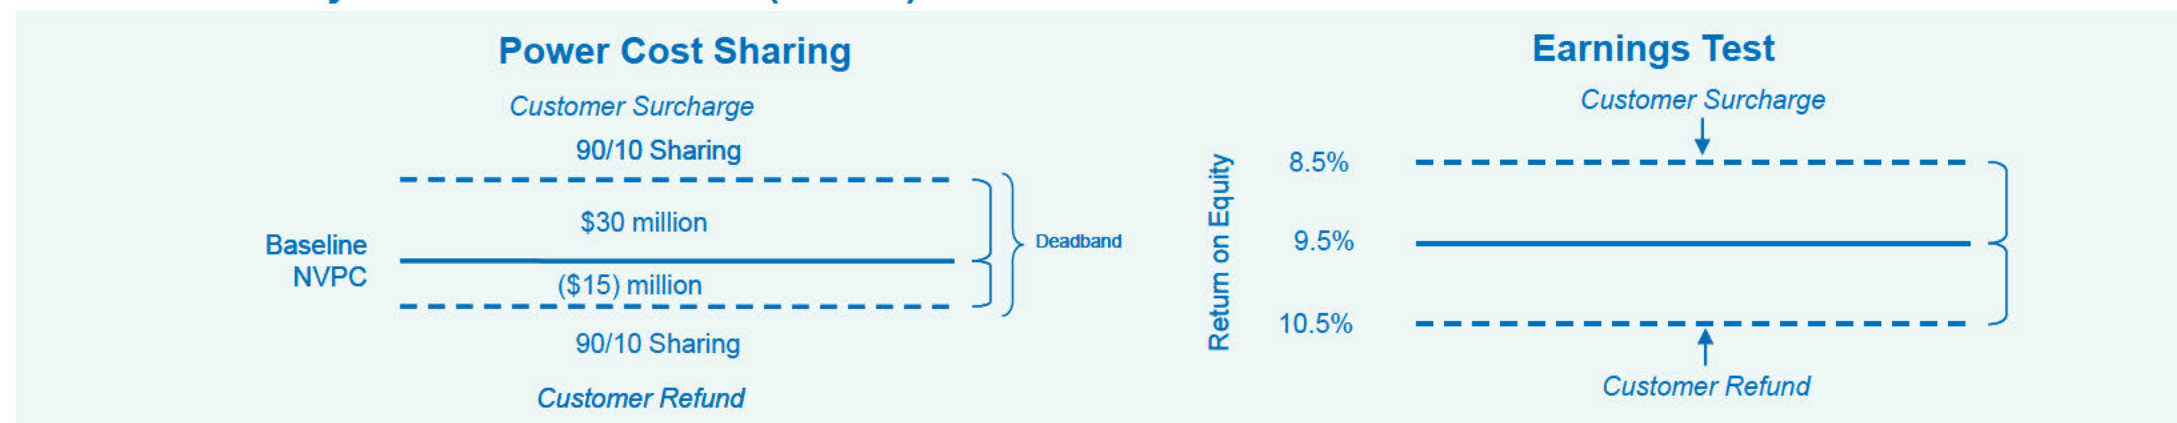 Power Cost Sharing
Customer Surcharge
90/10 Sharing
$30 million
Baseline
NVPC
($15) million
Deadband
90/10 Sharing
Customer Refund
Earnings Test
Customer Surcharge
Return on Equity
8.5%
9.5%
10.5%
Customer Refund